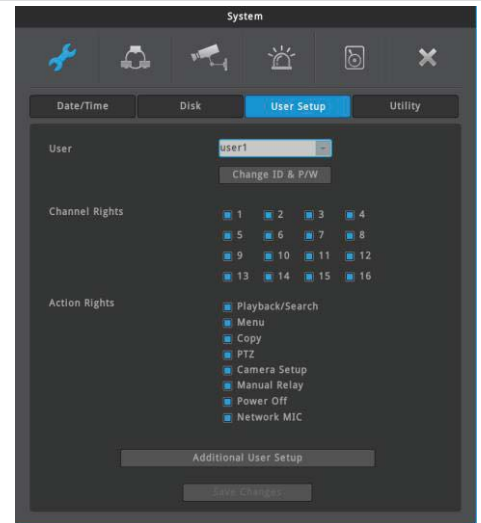 System
Date/Time Disk User Setup Utility
User user1
Change ID & P/W
Channel Rights 1 2 3 4
5 6 7 8
9 10 11 12
13 14 15 16
Action Rights Playback/Search
Menu
Copy
PTZ
Camera Setup
Manual Relay
Power Off
Network MIC
Additional User Setup
Save Changes